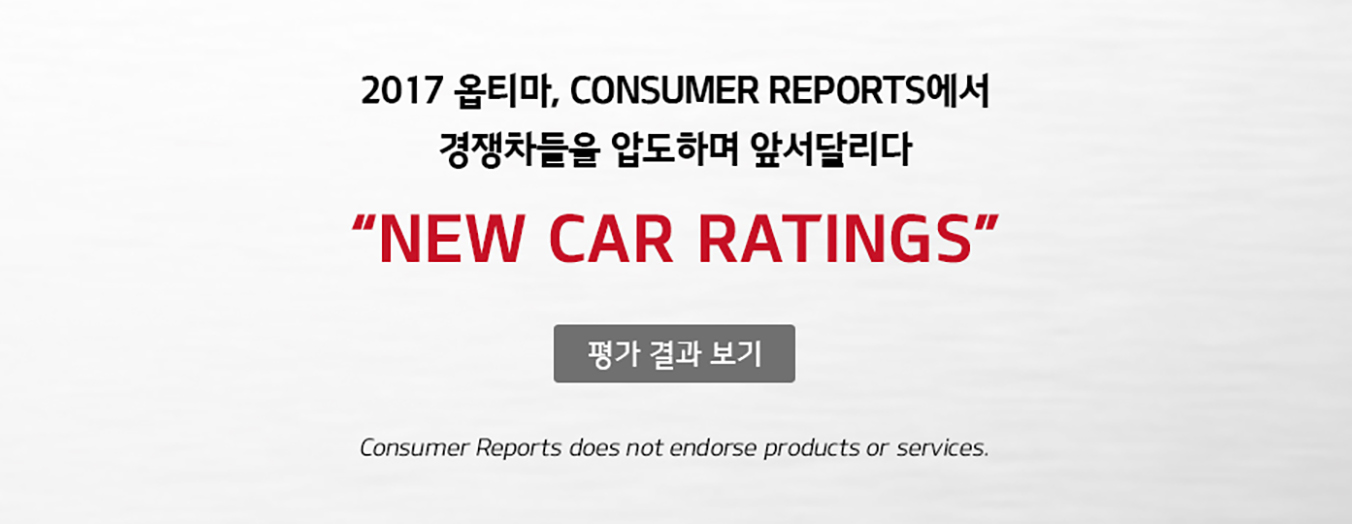 2017 옵티마, CONSUMER REPORTS에서
경쟁차들을 압도하며 앞서달리다
“NEW CAR RATINGS”
평가 결과 보기
Consumer Reports does not endorse products or services.